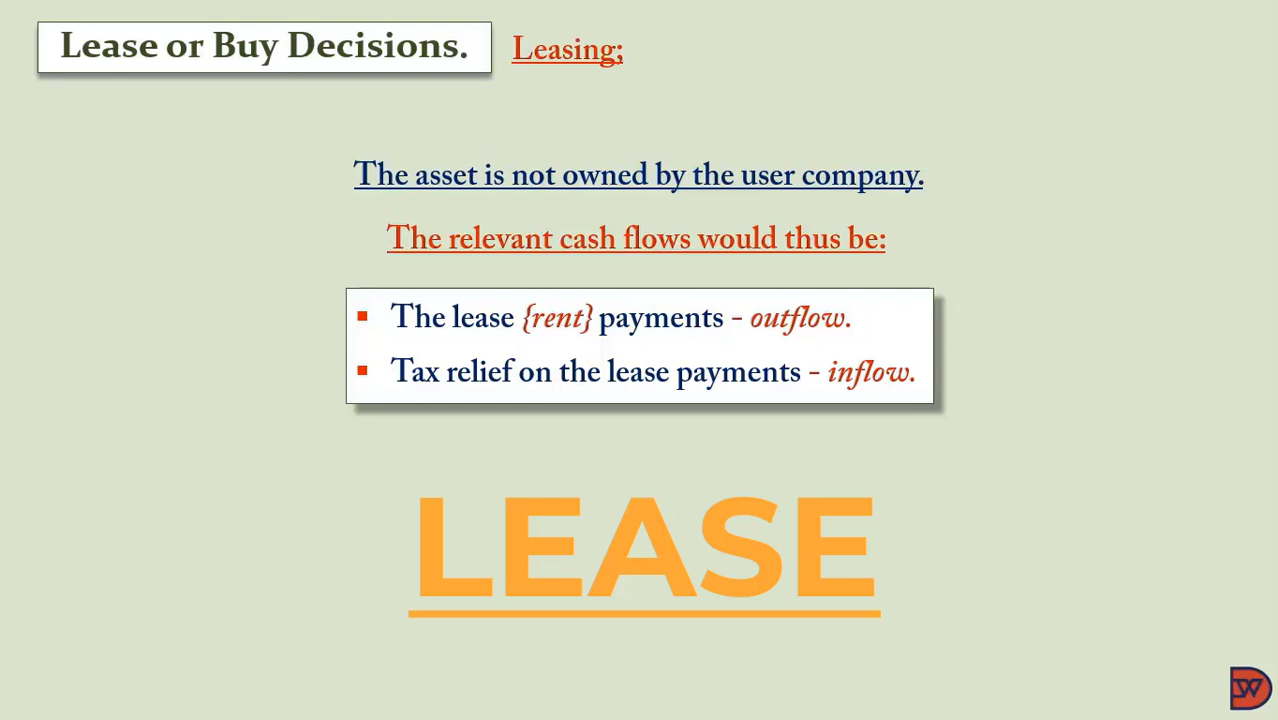 Lease or Buy Decisions. Leasing;
The asset is not owned by the user company.
The relevant cash flows would thus be:
▪ The lease {rent} payments - outflow.
▪ Tax relief on the lease payments - inflow.
LEASE
DW